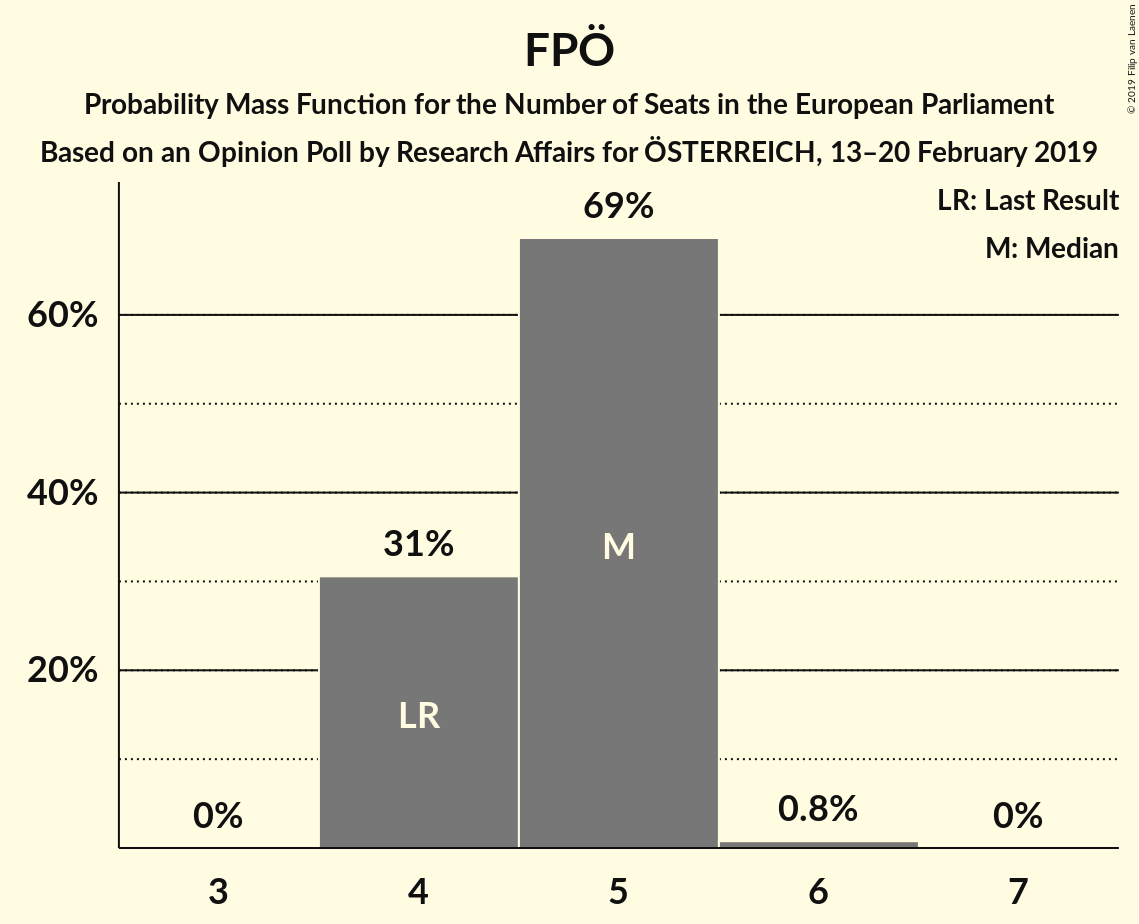 FPÖ
Probability Mass Function for the Number of Seats in the European Parliament
Based on an Opinion Poll by Research Affairs for ÖSTERREICH, 13–20 February 2019
© 2019 Filip van Laenen
LR: Last Result
M: Median
60%
40%
20%
0%
31%
69%
0.8%
0%
LR
M
3
4
5
6
7